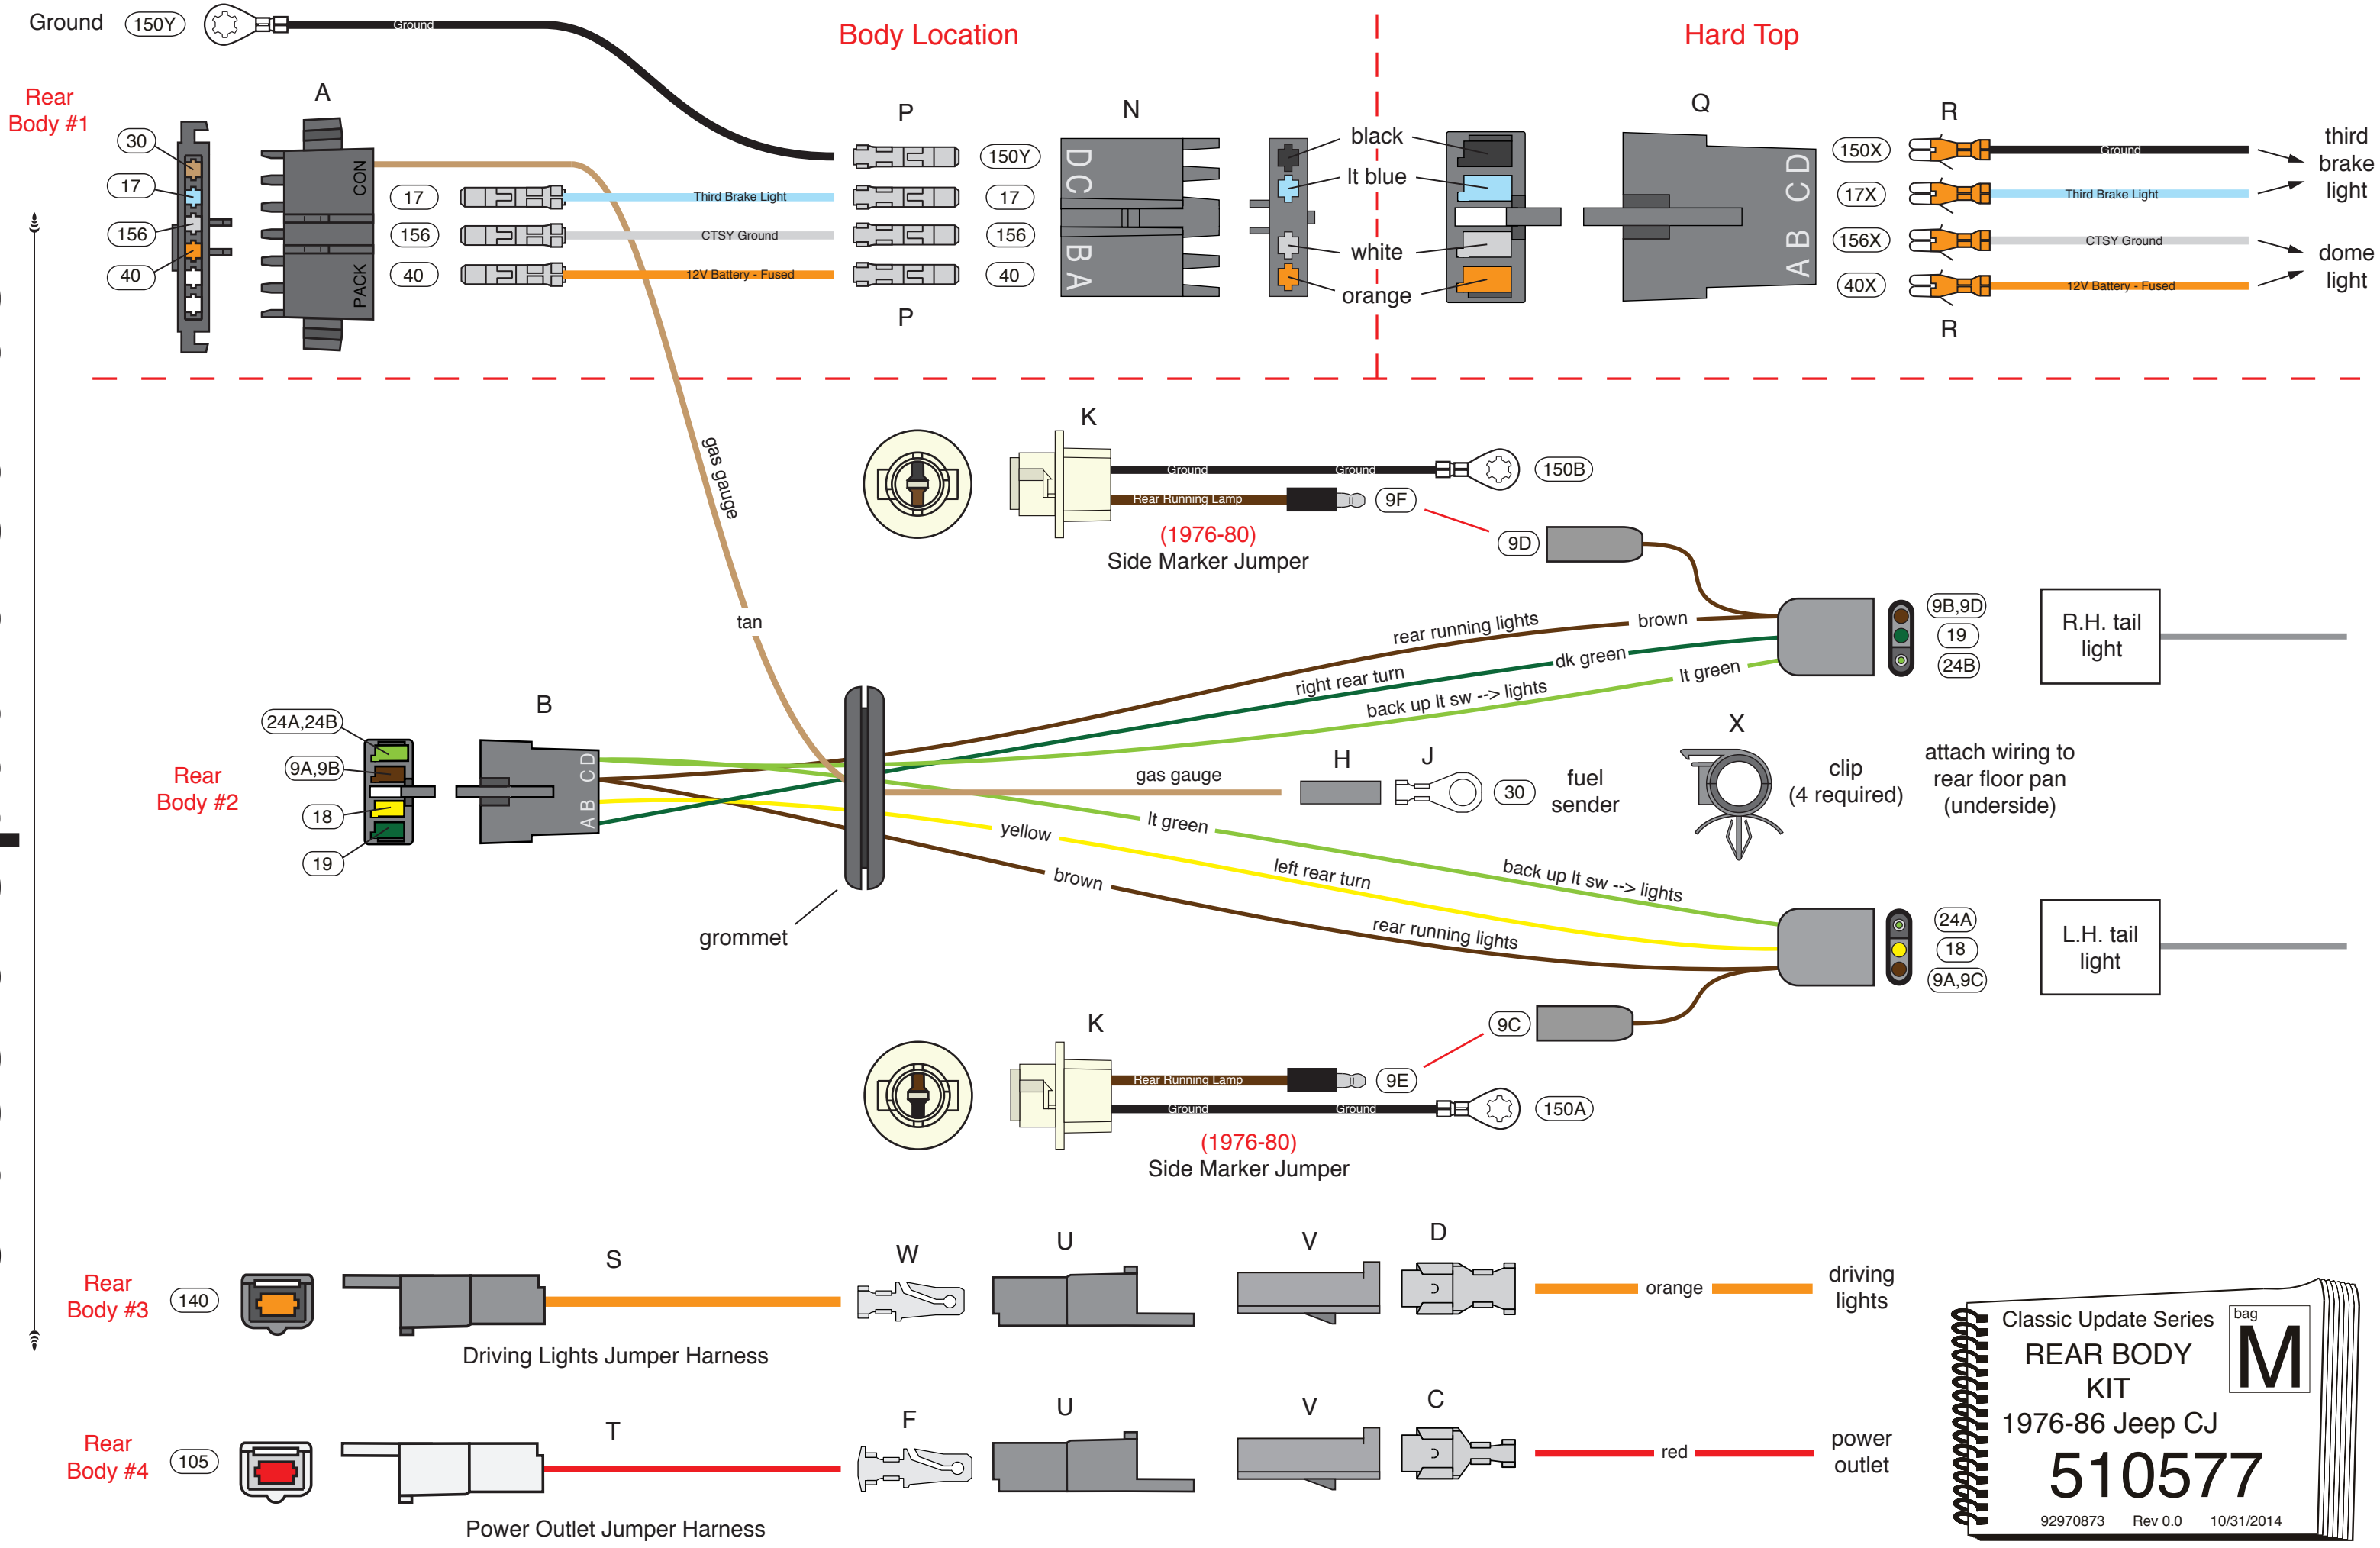 Ground 150Y Ground
Body Location
Hard Top
Rear
Body #1
A
30
17
156
40
CON
PACK
17 Third Brake Light
156 CTSY Ground
40 12V Battery - Fused
P
150Y
17
156
40
P
N
D C
B A
black
lt blue
white
orange
Q
A B C D
R
150X Ground
17X Third Brake Light
156X CTSY Ground
40X 12V Battery - Fused
R
third
brake
light
dome
light
gas gauge
tan
K
Ground Ground 150B
Rear Running Lamp 9F
(1976-80)
Side Marker Jumper
9D
rear running lights brown
right rear turn dk green
back up lt sw --> lights lt green
9B,9D
19
24B
R.H. tail
light
Rear
Body #2
24A,24B
9A,9B
18
19
B
A B C D
grommet
gas gauge
H
J
30
fuel
sender
X
clip
(4 required)
attach wiring to
rear floor pan
(underside)
lt green back up lt sw --> lights
yellow left rear turn
brown rear running lights
24A
18
9A,9C
L.H. tail
light
9C
K
Rear Running Lamp 9E
Ground Ground 150A
(1976-80)
Side Marker Jumper
Rear
Body #3
140
S
W
U
V
D
orange
driving
lights
Driving Lights Jumper Harness
Rear
Body #4
105
T
F
U
V
C
red
power
outlet
Power Outlet Jumper Harness
Classic Update Series
bag
M
REAR BODY
KIT
1976-86 Jeep CJ
510577
92970873 Rev 0.0 10/31/2014